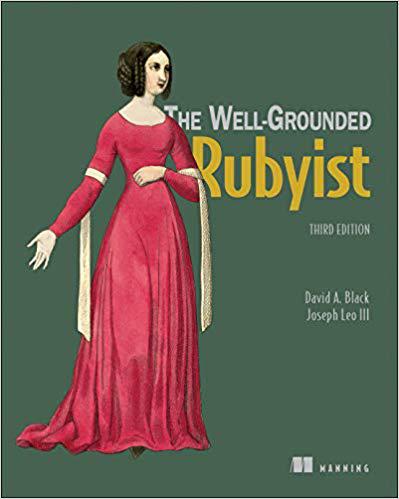 THE WELL-GROUNDED
Rubyist
THIRD EDITION
David A. Black
Joseph Leo III
MANNING